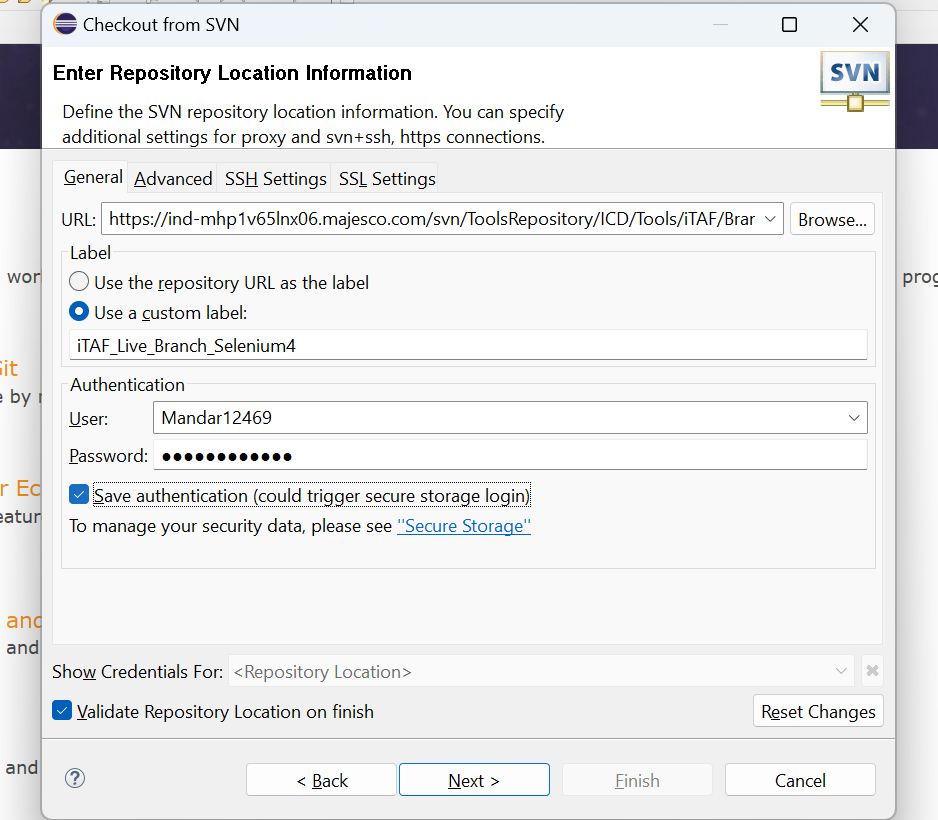 Checkout from SVN
Enter Repository Location Information
SVN
Define the SVN repository location information. You can specify
additional settings for proxy and svn+ssh, https connections.
General
Advanced
SSH Settings
SSL Settings
URL:
https://ind-mhp1v65lnx06.majesco.com/svn/ToolsRepository/ICD/Tools/iTAF/Brar
Browse...
Label
Use the repository URL as the label
Use a custom label:
iTAF_Live_Branch_Selenium4
Authentication
User:
Mandar12469
Password:
●●●●●●●●●●●●
Save authentication (could trigger secure storage login)
To manage your security data, please see "Secure Storage"
Show Credentials For:
<Repository Location>
Validate Repository Location on finish
Reset Changes
?
< Back
Next >
Finish
Cancel
wor
prog
Git
e by
r Ec
eatur
and
and
and